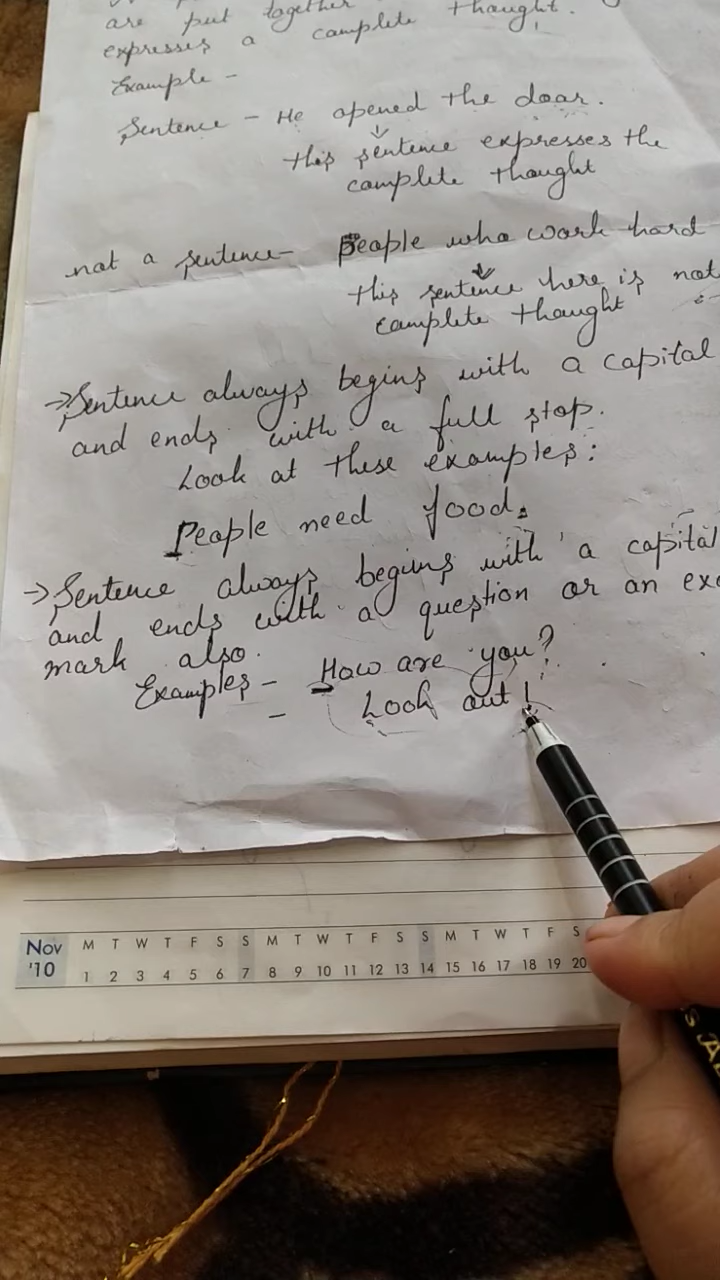 are put together
expresses a complete thought.
Example -
Sentence - He opened the door.
this sentence expresses the
complete thought
not a sentence - People who work hard
this sentence here is not
complete thought
→ Sentence always begins with a capital
and ends with a full stop.
Look at these examples:
People need food.
→ Sentence always begins with a capital
and ends with a question or an
mark also.
Examples - How are you?
- Look out!
Nov M T W T F S S M T W T F S S M T W T F S
'10 1 2 3 4 5 6 7 8 9 10 11 12 13 14 15 16 17 18 19 20